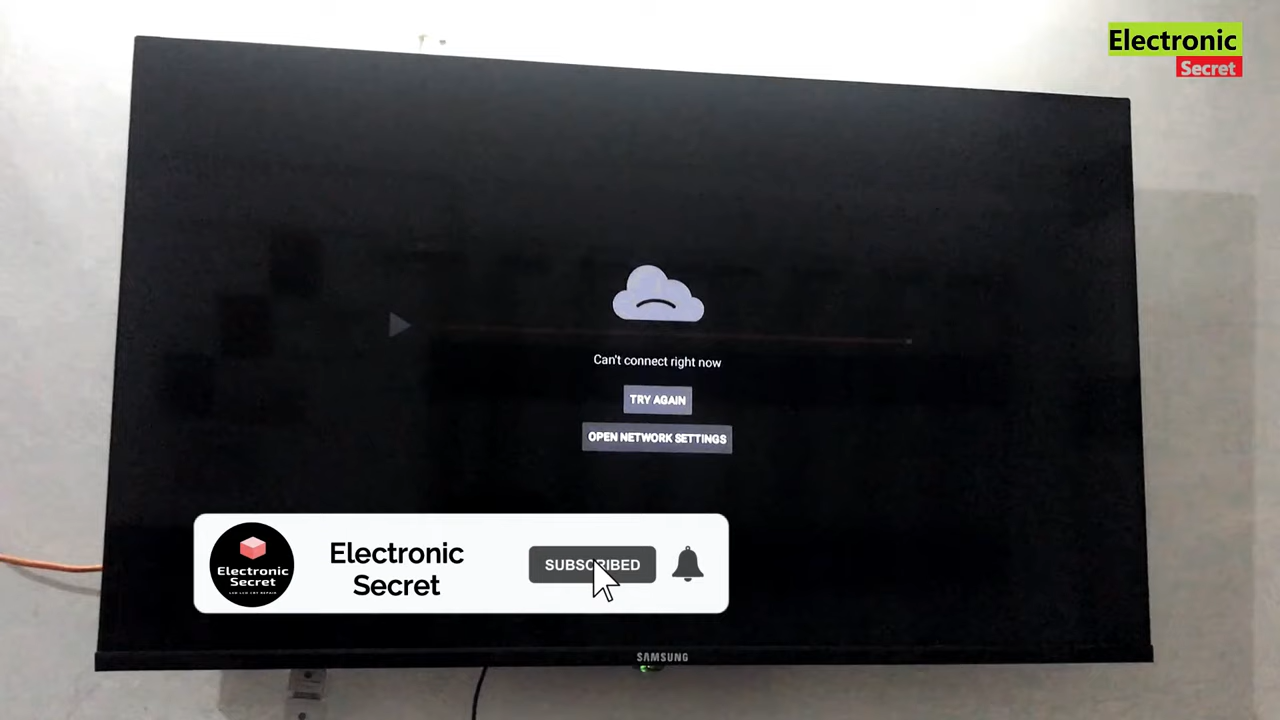 Electronic
Secret
Can't connect right now
TRY AGAIN
OPEN NETWORK SETTINGS
Electronic
Secret
Electronic
Secret
SUBSCRIBED
SAMSUNG